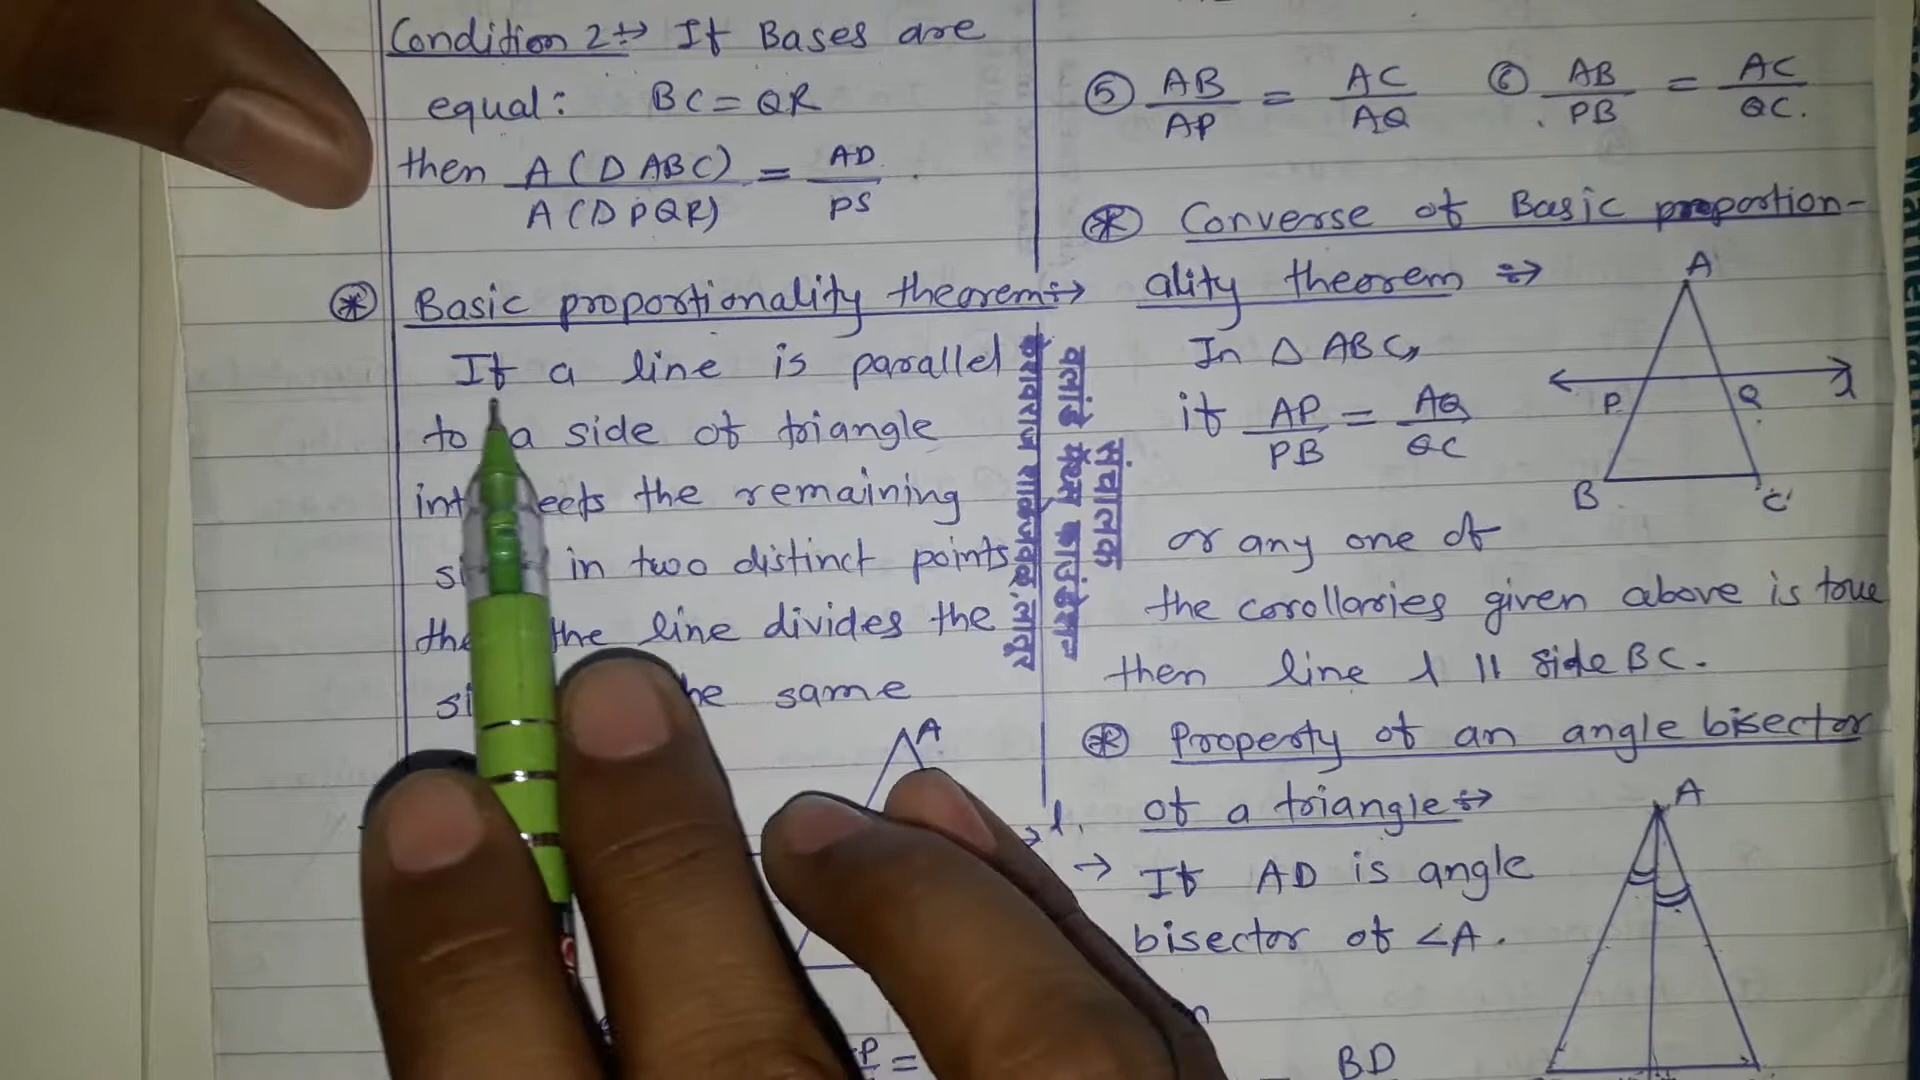 Condition 2 :→ If Bases are
equal: BC = QR
then A(Δ ABC) = AD
A(Δ PQR) PS
* Basic proportionality theorem :→
If a line is parallel
to a side of triangle
the remaining
in two distinct points
the line divides the
same
A
l.
=
⑤ AB = AC ⑥ AB = AC
AP AQ PB QC.
* Converse of Basic proportion-
ality theorem :→
A
In Δ ABC,
if AP = AQ
PB QC
P Q l
B C
or any one of
the corollaries given above is true
then line l || side BC.
* Property of an angle bisector
of a triangle :→
A
→ If AD is angle
bisector of ∠A.
BD
संचालक
क्लांडे मॅथ्स फाउंडेशन